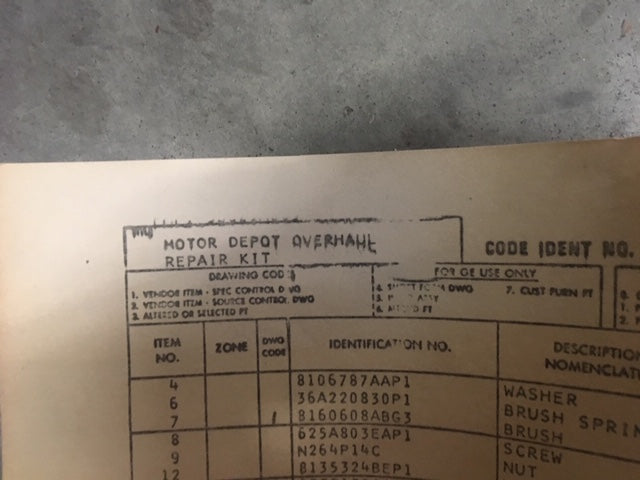 MOTOR DEPOT OVERHAUL
REPAIR KIT
CODE IDENT NO.
DRAWING CODE
FOR GE USE ONLY
1. VENDOR ITEM - SPEC CONTROL DWG
2. VENDOR ITEM - SOURCE CONTROL DWG
3. ALTERED OR SELECTED PT
DWG
7. CUST FURN PT
ITEM NO.
ZONE
DWG CODE
IDENTIFICATION NO.
4 8106787AAP1 WASHER
6 36A220830P1 BRUSH SPRIN
7 8160608ABG3 BRUSH
8 625A803EAP1 SCREW
9 N264P14C NUT
12 8135324BEP1